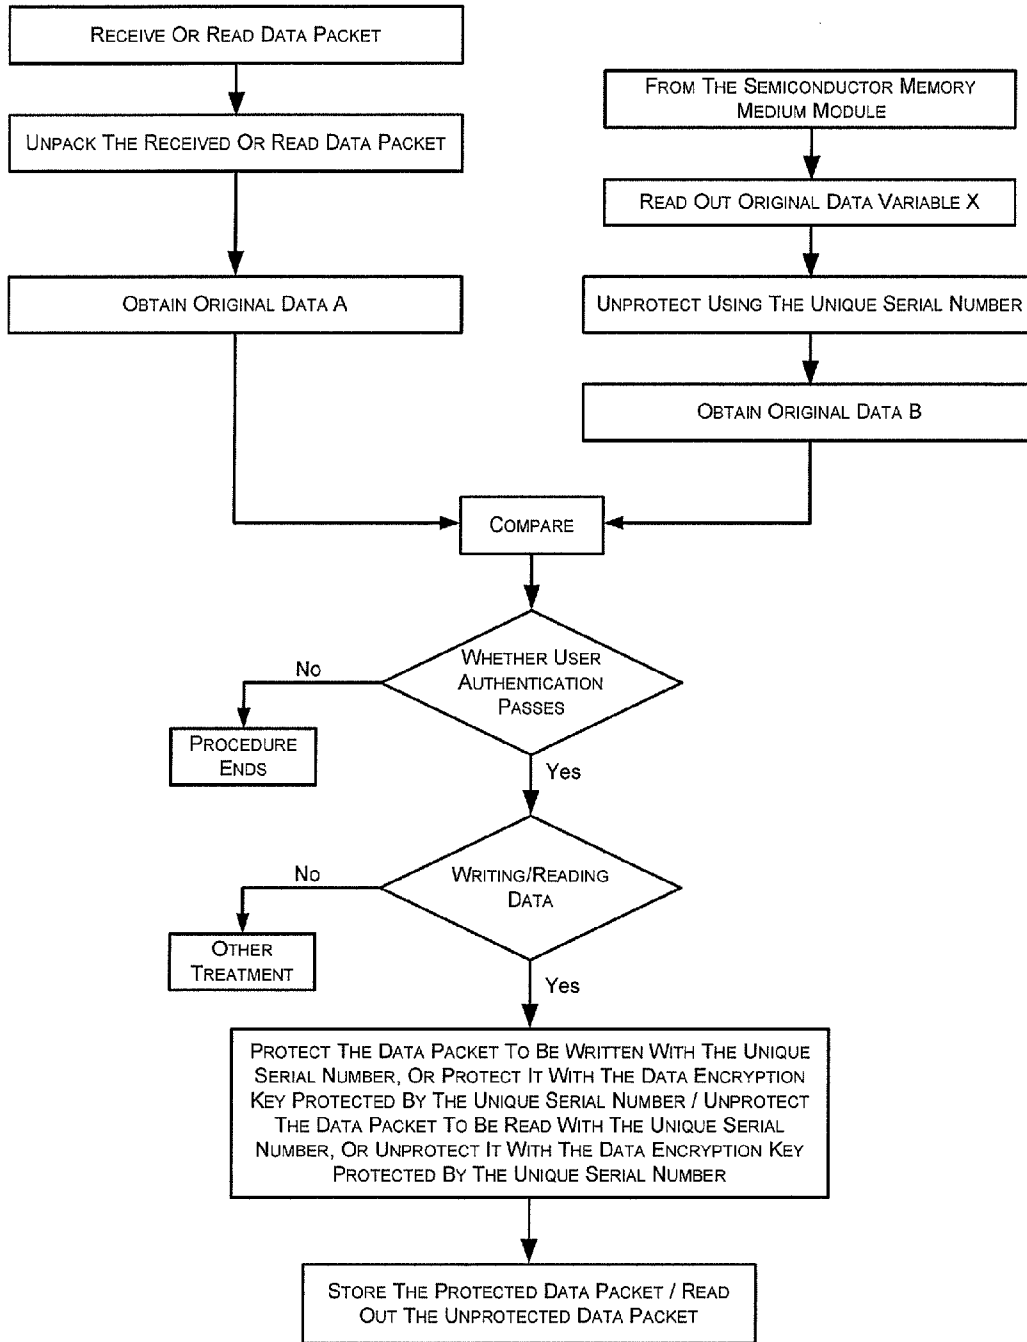 RECEIVE OR READ DATA PACKET
UNPACK THE RECEIVED OR READ DATA PACKET
OBTAIN ORIGINAL DATA A
FROM THE SEMICONDUCTOR MEMORY
MEDIUM MODULE
READ OUT ORIGINAL DATA VARIABLE X
UNPROTECT USING THE UNIQUE SERIAL NUMBER
OBTAIN ORIGINAL DATA B
COMPARE
WHETHER USER
AUTHENTICATION
PASSES
No
PROCEDURE
ENDS
Yes
WRITING/READING
DATA
No
OTHER
TREATMENT
Yes
PROTECT THE DATA PACKET TO BE WRITTEN WITH THE UNIQUE
SERIAL NUMBER, OR PROTECT IT WITH THE DATA ENCRYPTION
KEY PROTECTED BY THE UNIQUE SERIAL NUMBER / UNPROTECT
THE DATA PACKET TO BE READ WITH THE UNIQUE SERIAL
NUMBER, OR UNPROTECT IT WITH THE DATA ENCRYPTION KEY
PROTECTED BY THE UNIQUE SERIAL NUMBER
STORE THE PROTECTED DATA PACKET / READ
OUT THE UNPROTECTED DATA PACKET